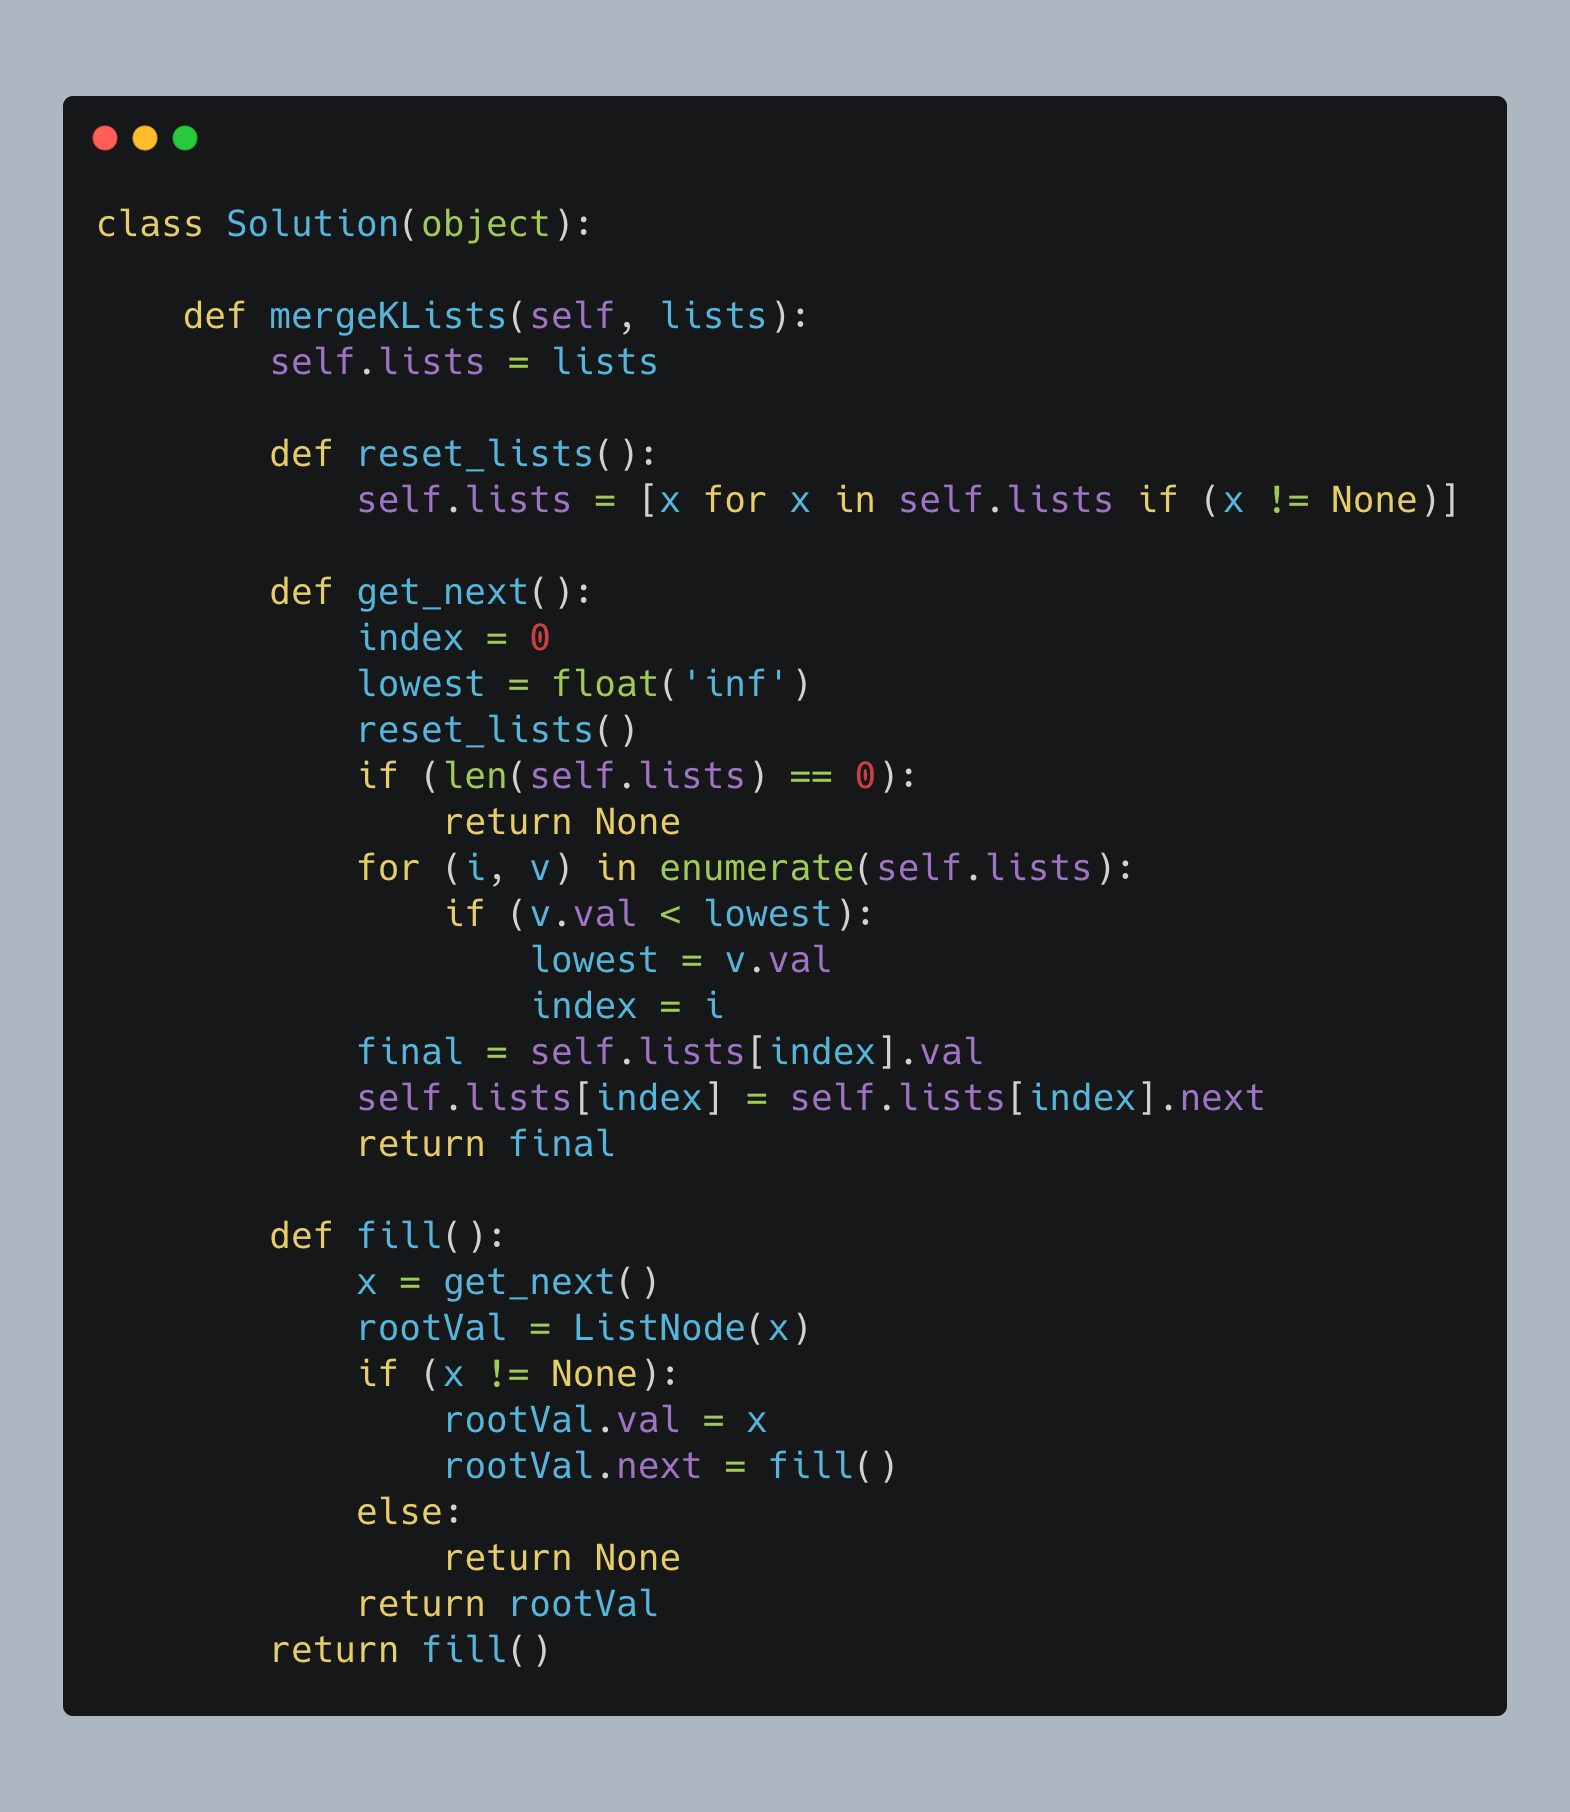 class Solution(object):

    def mergeKLists(self, lists):
        self.lists = lists

        def reset_lists():
            self.lists = [x for x in self.lists if (x != None)]

        def get_next():
            index = 0
            lowest = float('inf')
            reset_lists()
            if (len(self.lists) == 0):
                return None
            for (i, v) in enumerate(self.lists):
                if (v.val < lowest):
                    lowest = v.val
                    index = i
            final = self.lists[index].val
            self.lists[index] = self.lists[index].next
            return final

        def fill():
            x = get_next()
            rootVal = ListNode(x)
            if (x != None):
                rootVal.val = x
                rootVal.next = fill()
            else:
                return None
            return rootVal
        return fill()